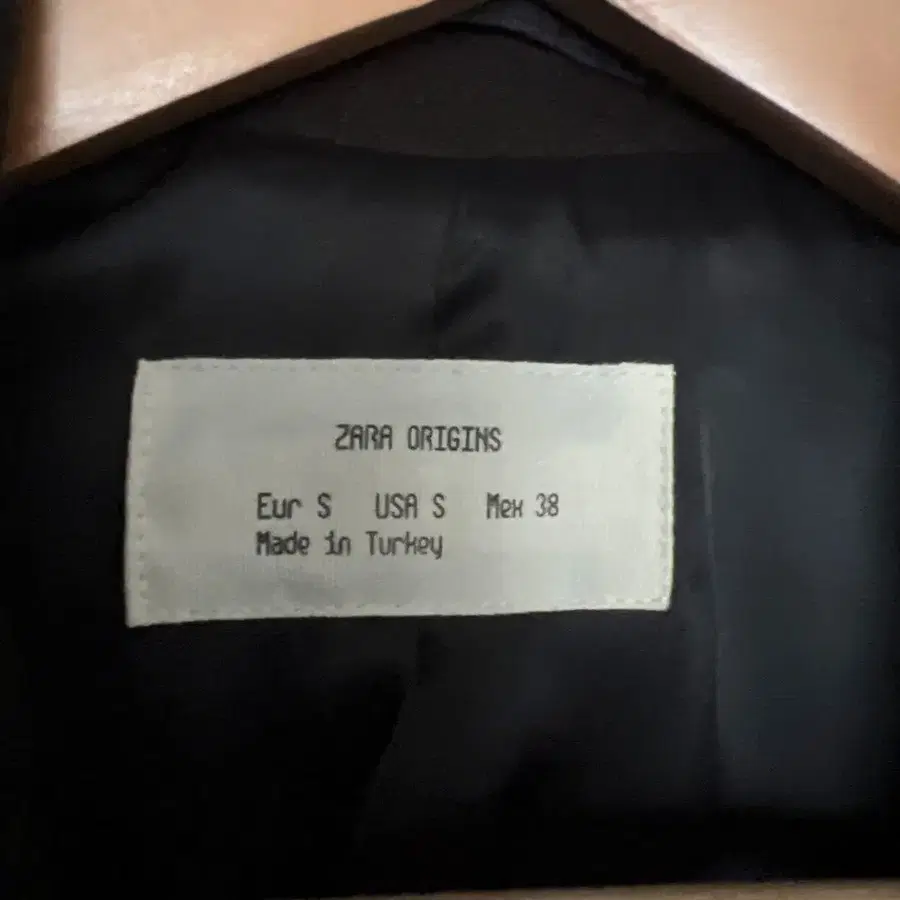 ZARA ORIGINS
Eur S USA S Mex 38
Made in Turkey